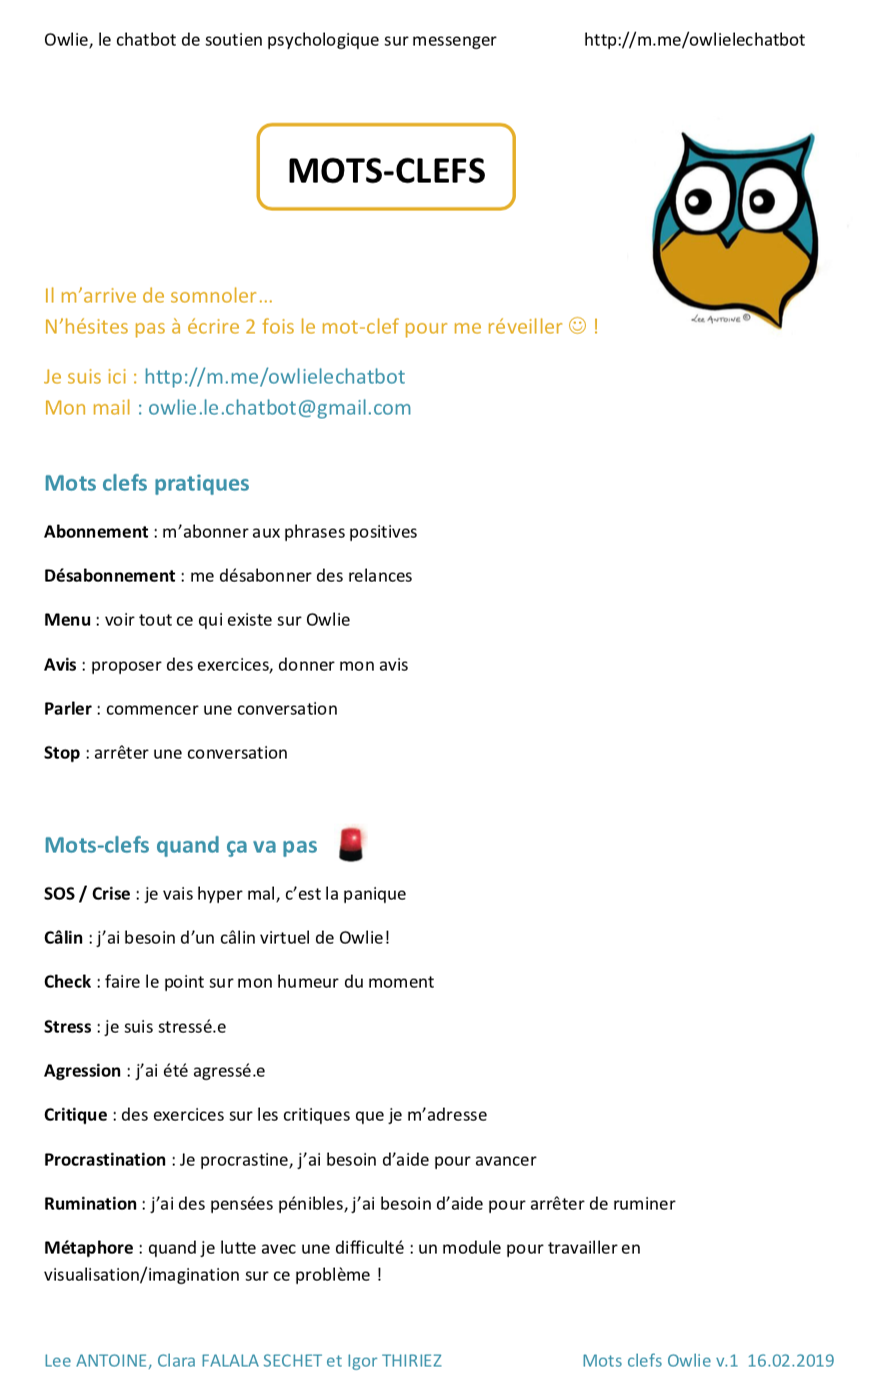 Owlie, le chatbot de soutien psychologique sur messenger http://m.me/owlielechatbot
MOTS-CLEFS
Lee ANTOINE ©
Il m’arrive de somnoler…
N’hésites pas à écrire 2 fois le mot-clef pour me réveiller ☺ !
Je suis ici : http://m.me/owlielechatbot
Mon mail : owlie.le.chatbot@gmail.com
Mots clefs pratiques
Abonnement : m’abonner aux phrases positives
Désabonnement : me désabonner des relances
Menu : voir tout ce qui existe sur Owlie
Avis : proposer des exercices, donner mon avis
Parler : commencer une conversation
Stop : arrêter une conversation
Mots-clefs quand ça va pas
SOS / Crise : je vais hyper mal, c’est la panique
Câlin : j’ai besoin d’un câlin virtuel de Owlie!
Check : faire le point sur mon humeur du moment
Stress : je suis stressé.e
Agression : j’ai été agressé.e
Critique : des exercices sur les critiques que je m’adresse
Procrastination : Je procrastine, j’ai besoin d’aide pour avancer
Rumination : j’ai des pensées pénibles, j’ai besoin d’aide pour arrêter de ruminer
Métaphore : quand je lutte avec une difficulté : un module pour travailler en
visualisation/imagination sur ce problème !
Lee ANTOINE, Clara FALALA SECHET et Igor THIRIEZ Mots clefs Owlie v.1 16.02.2019